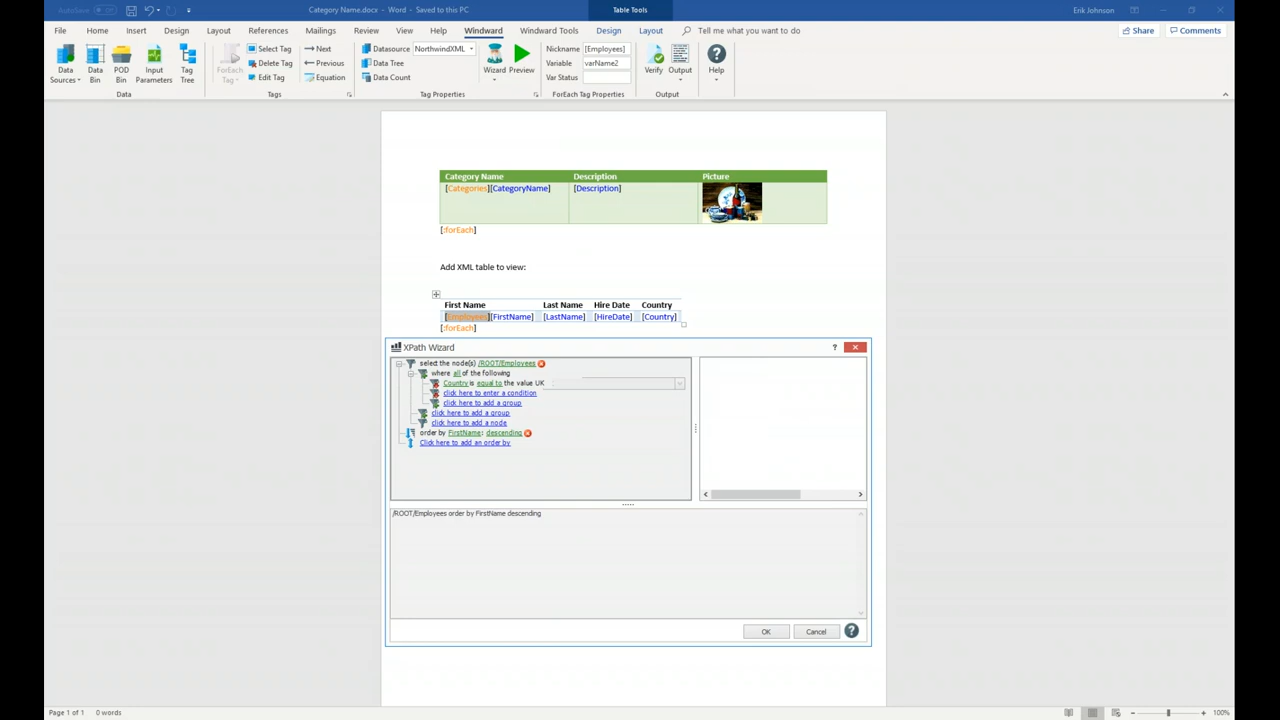 AutoSave Off
Category Name.docx - Word - Saved to this PC
Table Tools
Erik Johnson
File Home Insert Design Layout References Mailings Review View Help Windward Windward Tools Design Layout Tell me what you want to do Share Comments
Data Sources
Data Bin
POD Bin
Input Parameters
Tag Tree
Data
ForEach Tag
Select Tag
Delete Tag
Edit Tag
Next
Previous
Equation
Tags
Datasource NorthwindXML
Data Tree
Data Count
Wizard
Preview
Tag Properties
Nickname [Employees]
Variable varName2
Var Status
ForEach Tag Properties
Verify
Output
Output
Help
Category Name Description Picture
[Categories][CategoryName] [Description]
[:forEach]
Add XML table to view:
First Name Last Name Hire Date Country
[Employees][FirstName] [LastName] [HireDate] [Country]
[:forEach]
XPath Wizard ?
select the node(s) /ROOT/Employees
where all of the following
Country is equal to the value UK
click here to enter a condition
click here to add a group
click here to add a group
click here to add a node
order by FirstName: descending
Click here to add an order by
/ROOT/Employees order by FirstName descending
OK Cancel ?
Page 1 of 1 0 words 100%